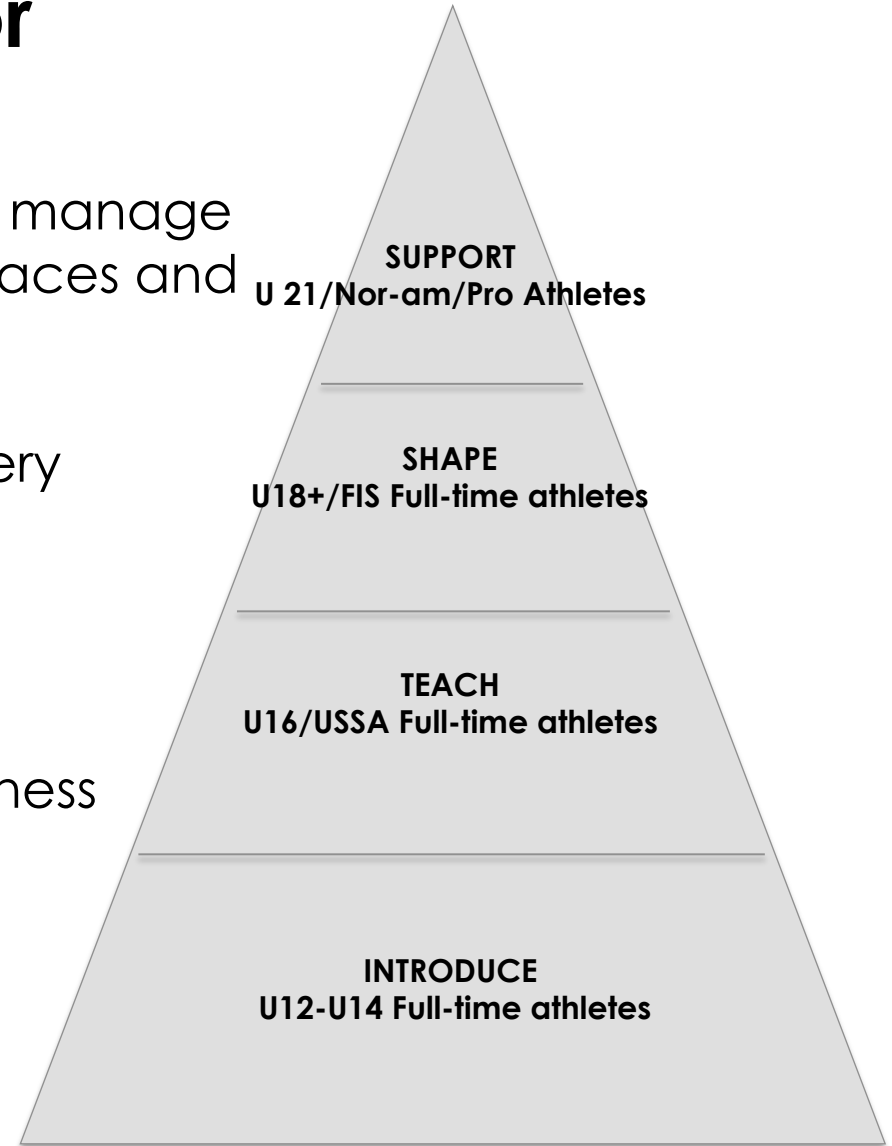 or
manage
aces and
ery
ness
SUPPORT
U 21/Nor-am/Pro Athletes
SHAPE
U18+/FIS Full-time athletes
TEACH
U16/USSA Full-time athletes
INTRODUCE
U12-U14 Full-time athletes